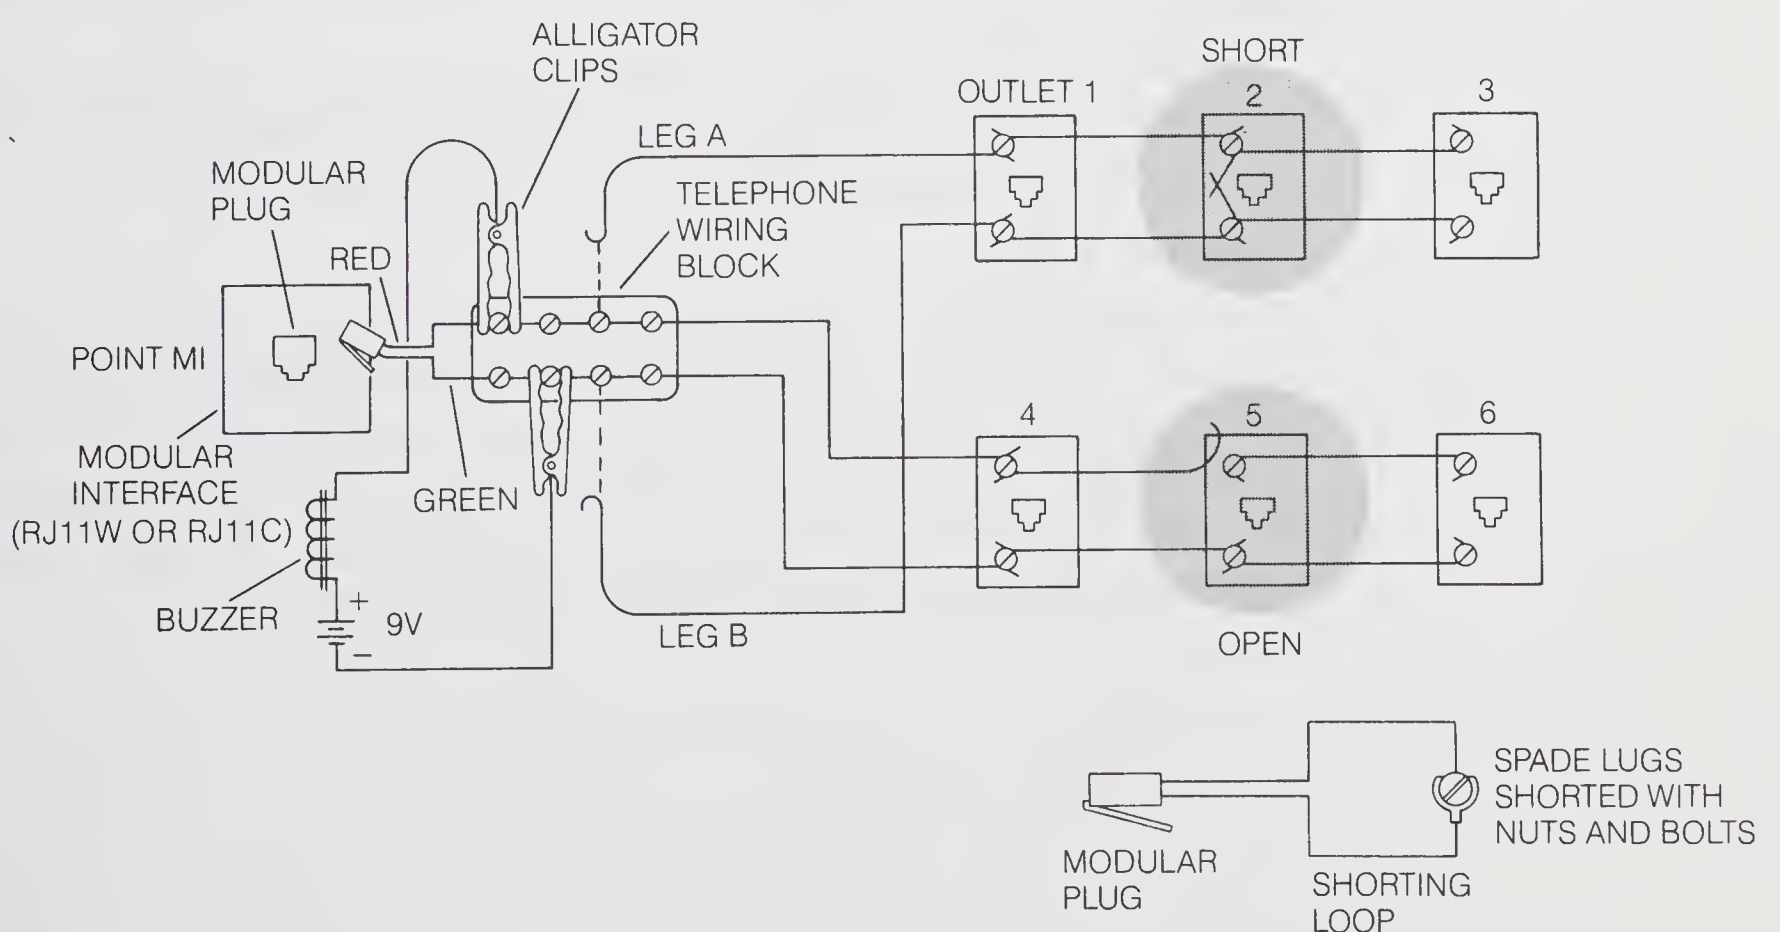 ALLIGATOR
CLIPS
SHORT
OUTLET 1
2
3
LEG A
MODULAR
PLUG
TELEPHONE
WIRING
BLOCK
RED
POINT MI
MODULAR
INTERFACE
(RJ11W OR RJ11C)
GREEN
4
5
6
BUZZER
+
9V
−
LEG B
OPEN
SPADE LUGS
SHORTED WITH
NUTS AND BOLTS
MODULAR
PLUG
SHORTING
LOOP